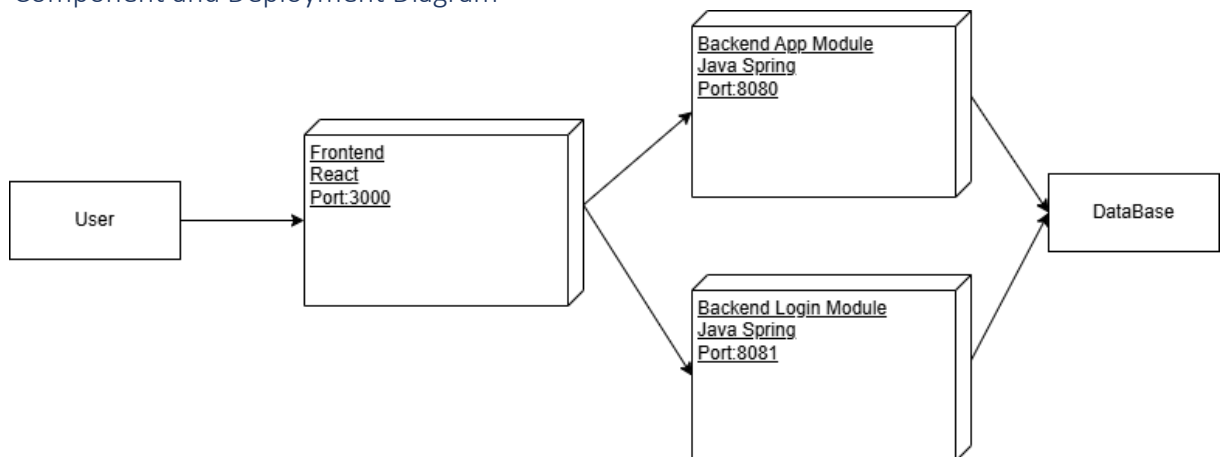 Component and Deployment Diagram
Backend App Module
Java Spring
Port:8080
Frontend
React
Port:3000
User
DataBase
Backend Login Module
Java Spring
Port:8081